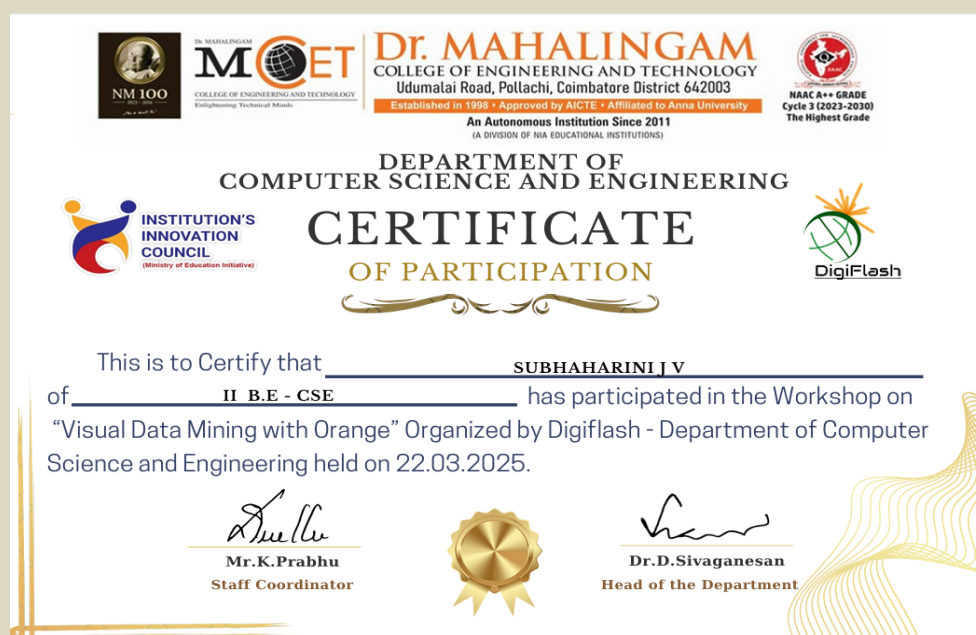 NM 100
1923 - 2014
Dr. MAHALINGAM
MCET
COLLEGE OF ENGINEERING AND TECHNOLOGY
Enlightening Technical Minds
Dr. MAHALINGAM
COLLEGE OF ENGINEERING AND TECHNOLOGY
Udumalai Road, Pollachi, Coimbatore District 642003
Established in 1998 • Approved by AICTE • Affiliated to Anna University
An Autonomous Institution Since 2011
(A DIVISION OF NIA EDUCATIONAL INSTITUTIONS)
NAAC A++ GRADE
Cycle 3 (2023-2030)
The Highest Grade
DEPARTMENT OF
COMPUTER SCIENCE AND ENGINEERING
INSTITUTION'S
INNOVATION
COUNCIL
(Ministry of Education Initiative)
CERTIFICATE
OF PARTICIPATION
DigiFlash
This is to Certify that SUBHAHARINI J V
of II B.E - CSE has participated in the Workshop on
“Visual Data Mining with Orange” Organized by Digiflash - Department of Computer
Science and Engineering held on 22.03.2025.
Mr.K.Prabhu
Staff Coordinator
Dr.D.Sivaganesan
Head of the Department